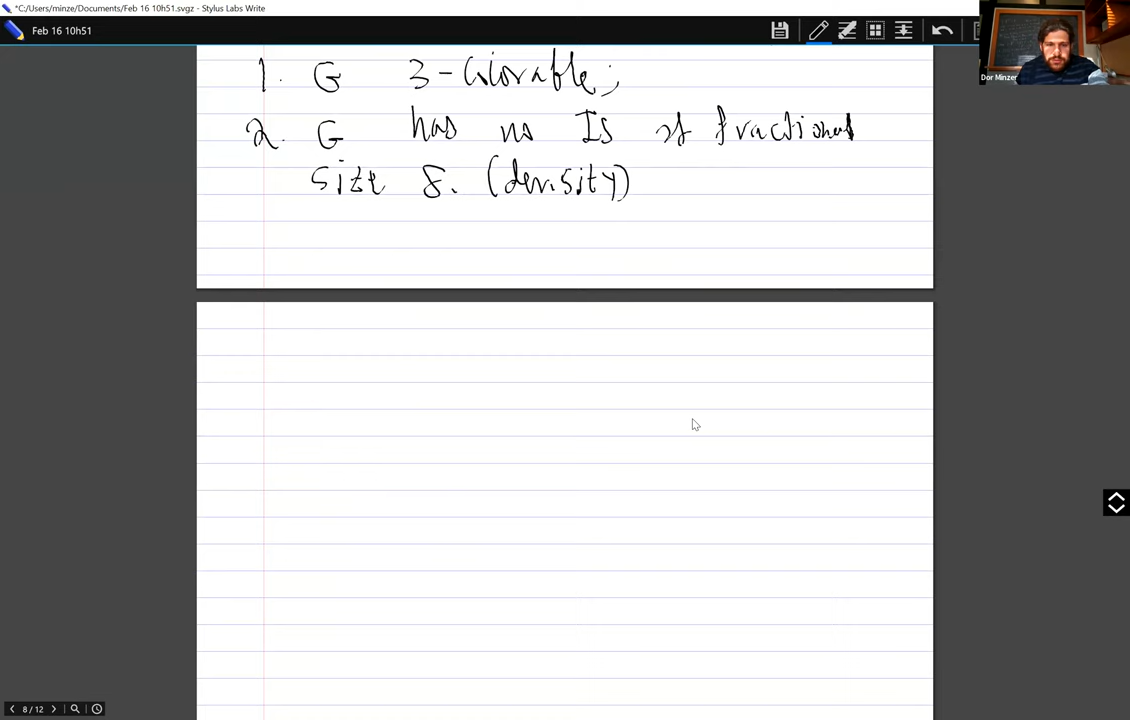 *C:/Users/minze/Documents/Feb 16 10h51.svgz - Stylus Labs Write
Feb 16 10h51
Dor Minzer
1. G 3-Colorable;
2. G has no Is of fractional
size δ. (density)
8 / 12